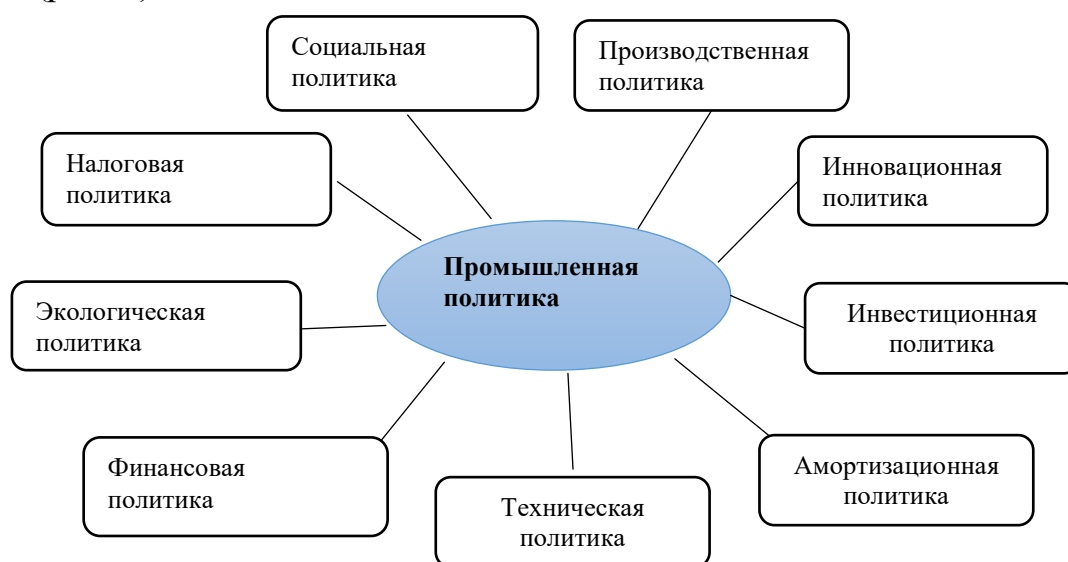 Социальная
политика
Производственная
политика
Налоговая
политика
Инновационная
политика
Промышленная
политика
Экологическая
политика
Инвестиционная
политика
Финансовая
политика
Амортизационная
политика
Техническая
политика